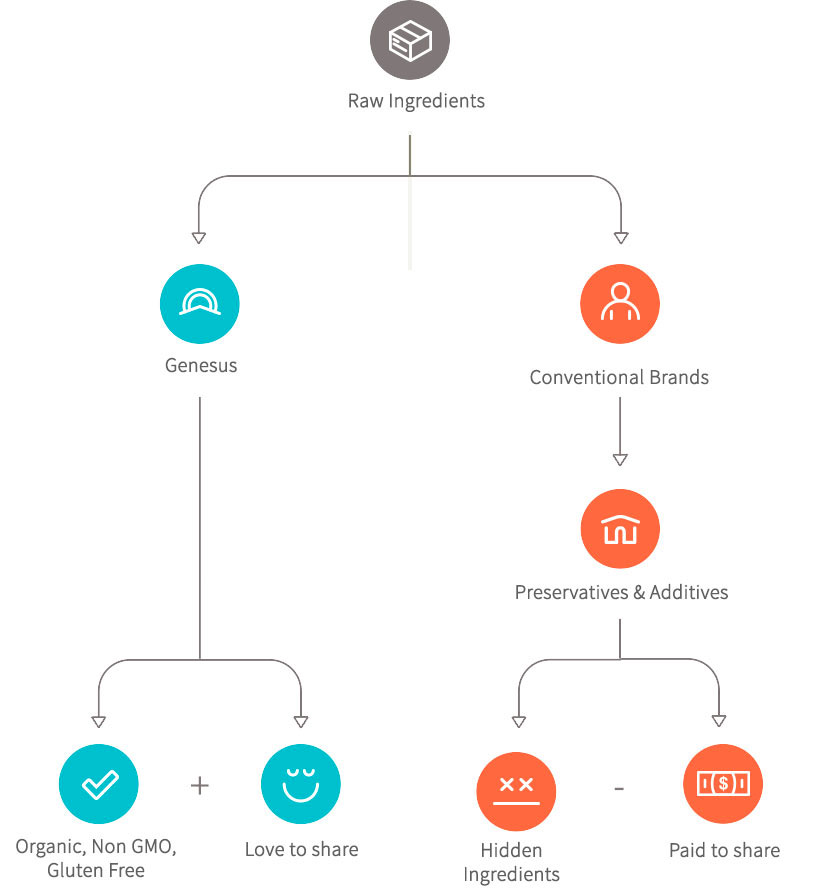 Raw Ingredients
Genesus
Conventional Brands
Preservatives & Additives
+
-
$
Organic, Non GMO,
Gluten Free
Love to share
Hidden
Ingredients
Paid to share